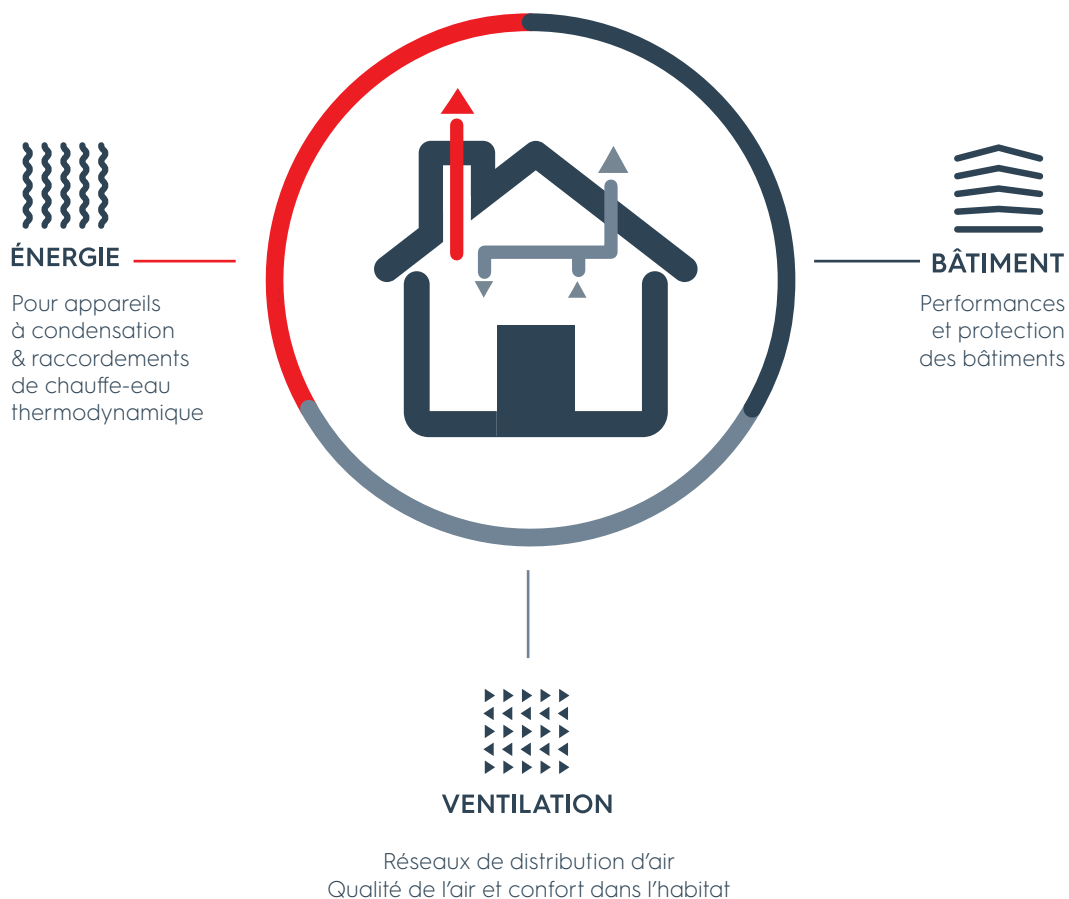 ÉNERGIE
Pour appareils
à condensation
& raccordements
de chauffe-eau
thermodynamique
BÂTIMENT
Performances
et protection
des bâtiments
VENTILATION
Réseaux de distribution d’air
Qualité de l’air et confort dans l’habitat